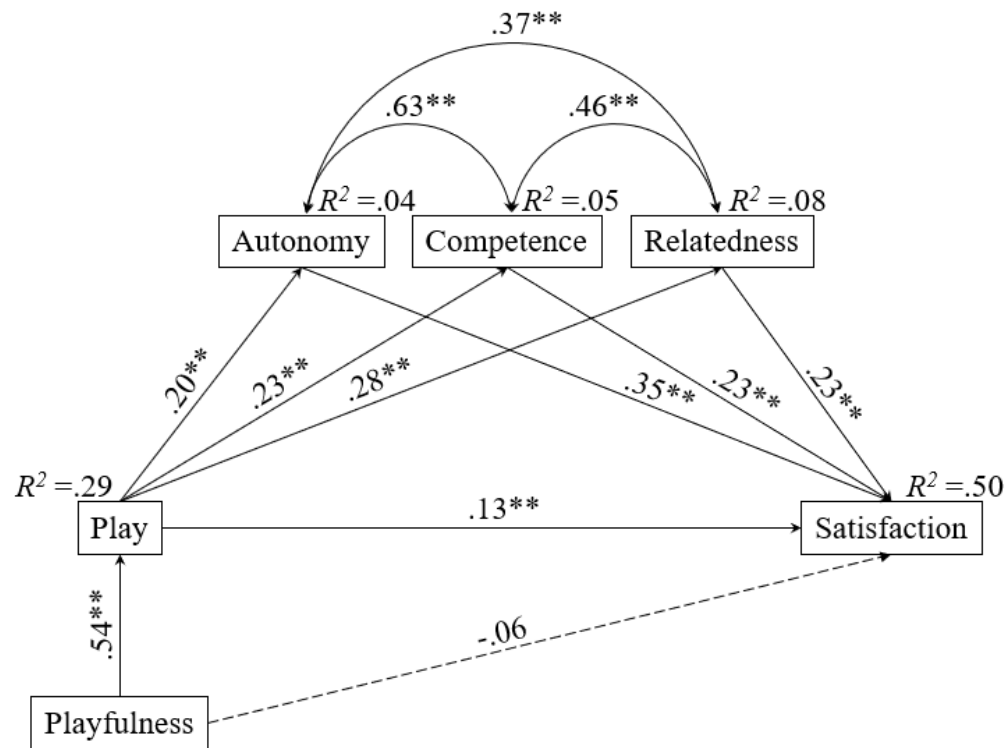 .37**
.63**
.46**
R² =.04
R² =.05
R² =.08
Autonomy
Competence
Relatedness
.20**
.23**
.28**
.35**
.23**
.23**
R² =.29
R² =.50
Play
.13**
Satisfaction
.54**
-.06
Playfulness